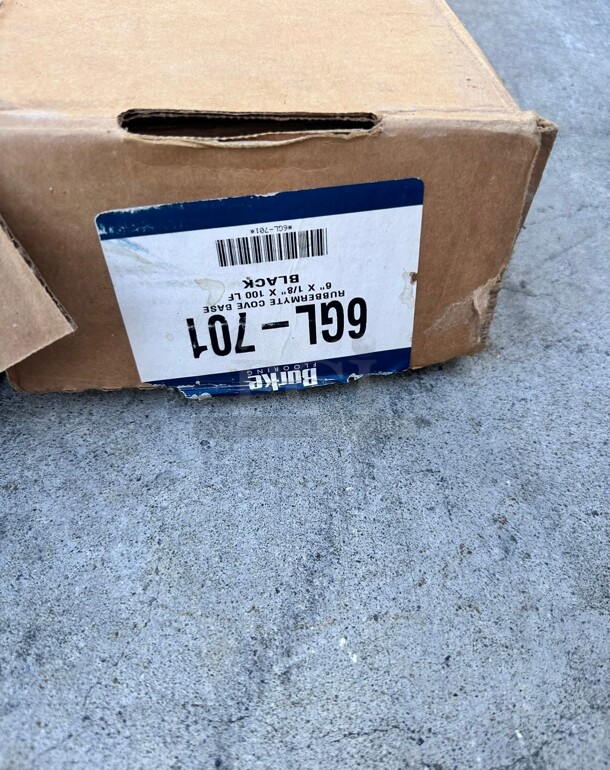 Burke
FLOORING
6GL-701
RUBBERMYTE COVE BASE
6" X 1/8" X 100 LF
BLACK
*6GL-701*